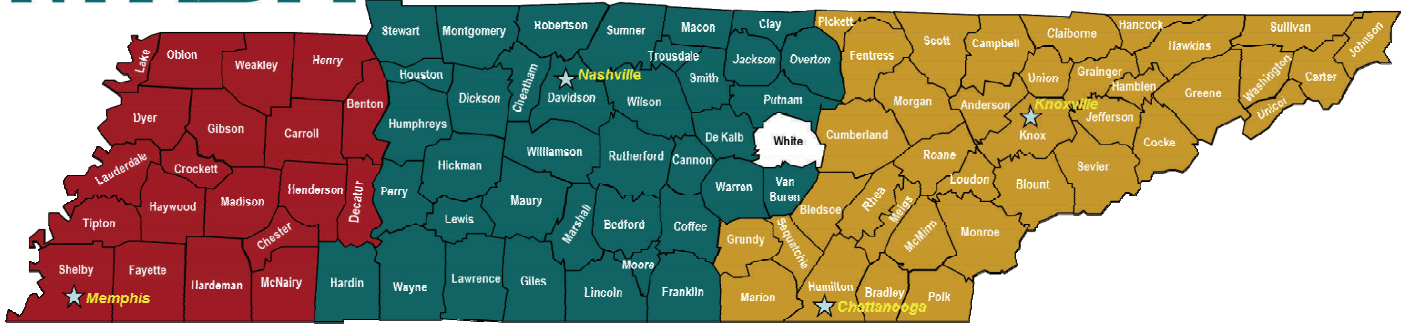 Stewart
Montgomery
Robertson
Sumner
Macon
Clay
Pickett
Fentress
Scott
Campbell
Claiborne
Hancock
Hawkins
Sullivan
Johnson
Lake
Obion
Weakley
Henry
Houston
Cheatham
Nashville
Trousdale
Smith
Jackson
Overton
Union
Grainger
Hamblen
Greene
Washington
Carter
Unicoi
Benton
Dickson
Davidson
Wilson
Putnam
Morgan
Anderson
Knoxville
Knox
Jefferson
Cocke
Dyer
Gibson
Carroll
Humphreys
De Kalb
White
Cumberland
Lauderdale
Crockett
Hickman
Williamson
Rutherford
Cannon
Roane
Loudon
Blount
Sevier
Haywood
Madison
Henderson
Decatur
Perry
Maury
Warren
Van
Buren
Bledsoe
Rhea
Meigs
McMinn
Monroe
Tipton
Chester
Lewis
Marshall
Bedford
Coffee
Grundy
Sequatchie
Shelby
Fayette
Hardeman
McNairy
Hardin
Wayne
Lawrence
Giles
Moore
Lincoln
Franklin
Marion
Humilton
Bradley
Polk
Memphis
Chattanooga